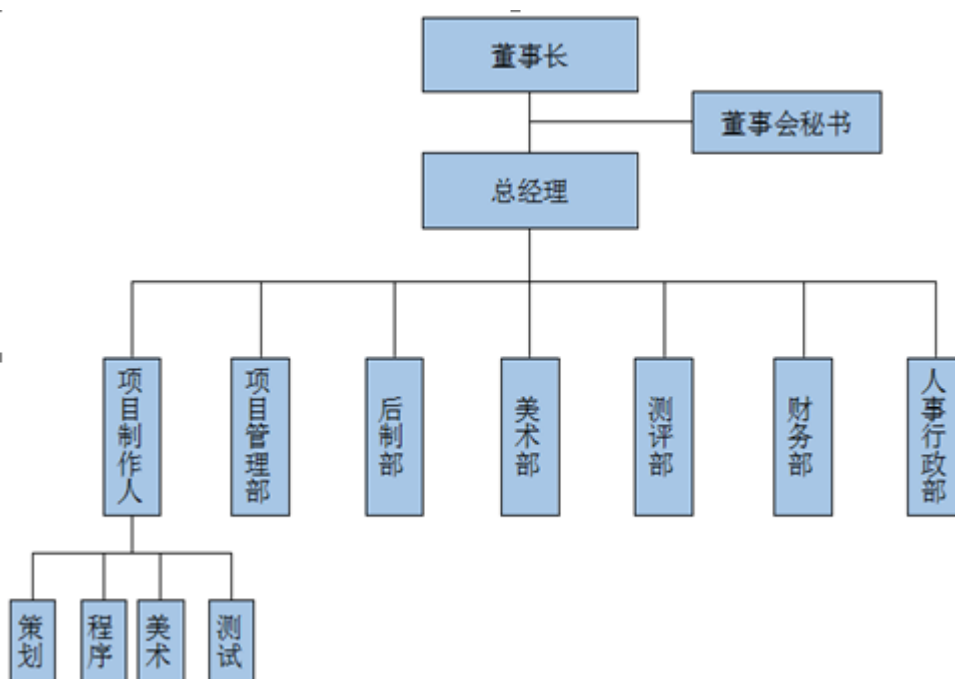 董事长
董事会秘书
总经理
项目制作人
项目管理部
后制部
美术部
测评部
财务部
人事行政部
策划
程序
美术
测试